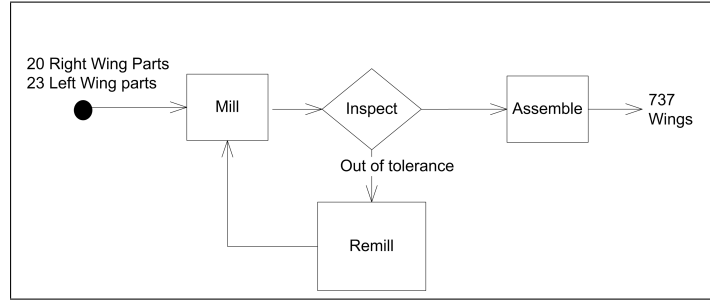 20 Right Wing Parts
23 Left Wing parts
Mill
Inspect
Assemble
737
Wings
Out of tolerance
Remill